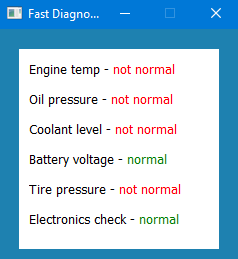 Fast Diagno...
Engine temp - not normal
Oil pressure - not normal
Coolant level - not normal
Battery voltage - normal
Tire pressure - not normal
Electronics check - normal